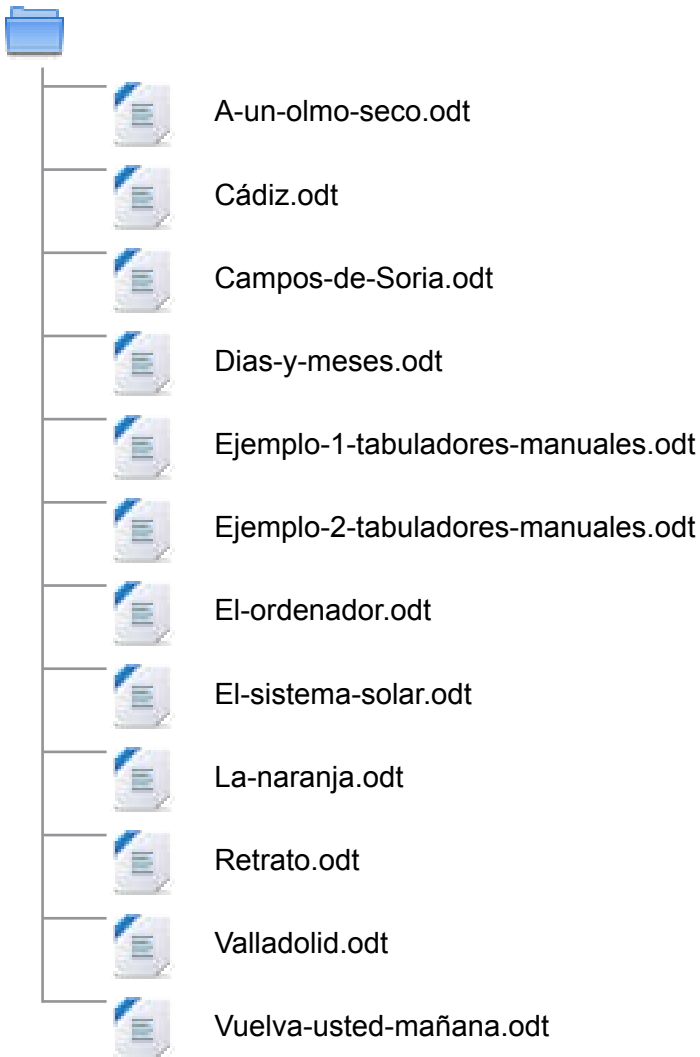 A-un-olmo-seco.odt
Cádiz.odt
Campos-de-Soria.odt
Dias-y-meses.odt
Ejemplo-1-tabuladores-manuales.odt
Ejemplo-2-tabuladores-manuales.odt
El-ordenador.odt
El-sistema-solar.odt
La-naranja.odt
Retrato.odt
Valladolid.odt
Vuelva-usted-mañana.odt